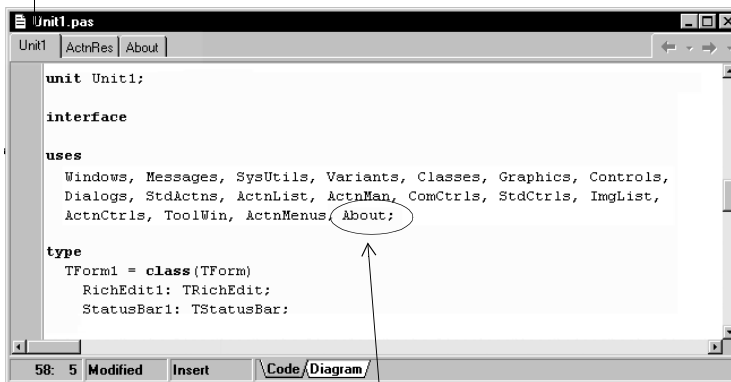 Unit1.pas
Unit1 ActnRes About
unit Unit1;
interface
uses
Windows, Messages, SysUtils, Variants, Classes, Graphics, Controls,
Dialogs, StdActns, ActnList, ActnMan, ComCtrls, StdCtrls, ImgList,
ActnCtrls, ToolWin, ActnMenus, About;
type
TForm1 = class(TForm)
RichEdit1: TRichEdit;
StatusBar1: TStatusBar;
58: 5 Modified Insert Code Diagram